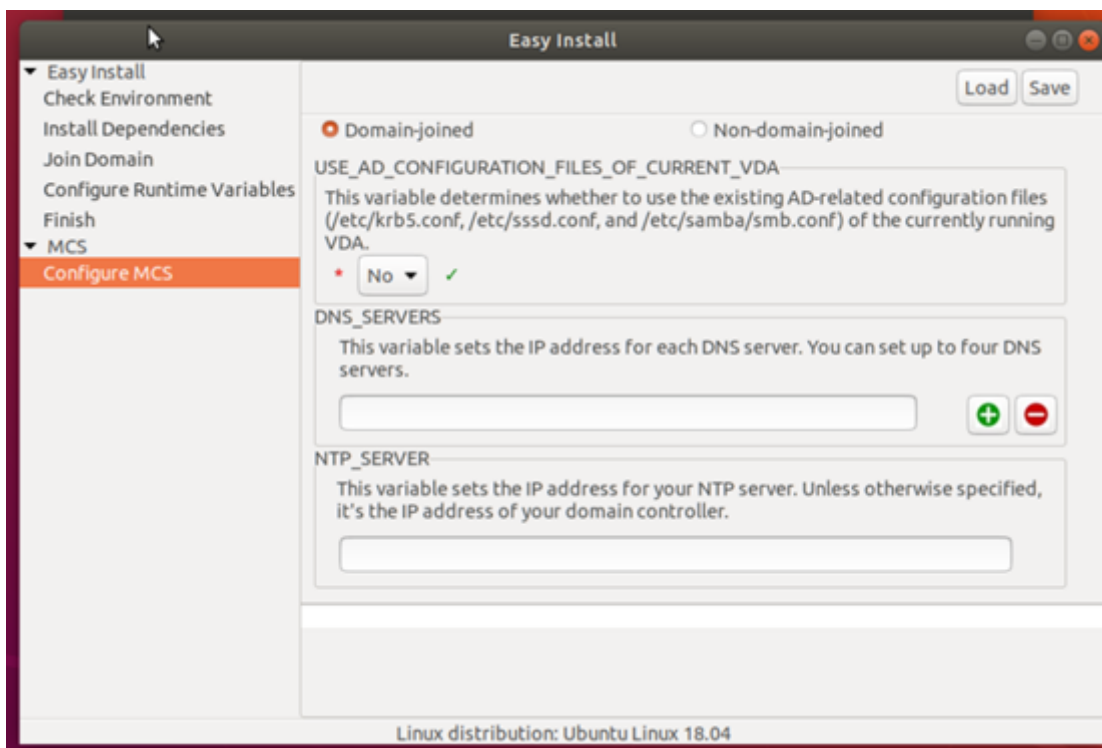 Easy Install
Easy Install
Check Environment
Install Dependencies
Join Domain
Configure Runtime Variables
Finish
MCS
Configure MCS
Load Save
Domain-joined Non-domain-joined
USE_AD_CONFIGURATION_FILES_OF_CURRENT_VDA
This variable determines whether to use the existing AD-related configuration files
(/etc/krb5.conf, /etc/sssd.conf, and /etc/samba/smb.conf) of the currently running
VDA.
* No
DNS_SERVERS
This variable sets the IP address for each DNS server. You can set up to four DNS
servers.
NTP_SERVER
This variable sets the IP address for your NTP server. Unless otherwise specified,
it's the IP address of your domain controller.
Linux distribution: Ubuntu Linux 18.04